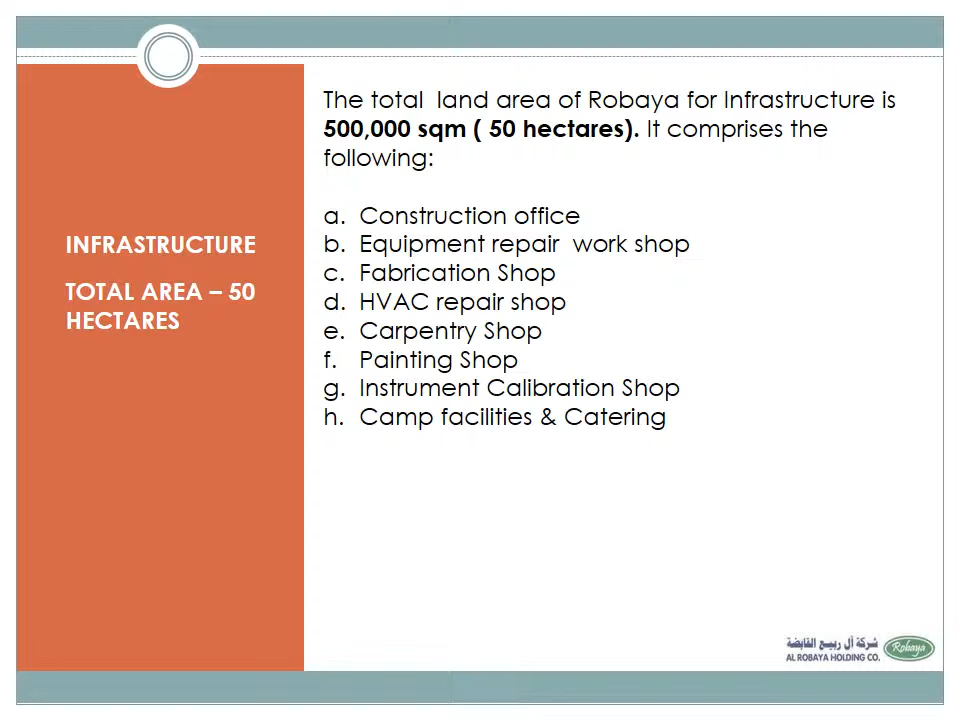 INFRASTRUCTURE
TOTAL AREA – 50
HECTARES
The total  land area of Robaya for Infrastructure is
500,000 sqm ( 50 hectares). It comprises the
following:
a. Construction office
b. Equipment repair  work shop
c. Fabrication Shop
d. HVAC repair shop
e. Carpentry Shop
f. Painting Shop
g. Instrument Calibration Shop
h. Camp facilities & Catering
شركة آل ربيع القابضة
AL ROBAYA HOLDING CO.
Robaya